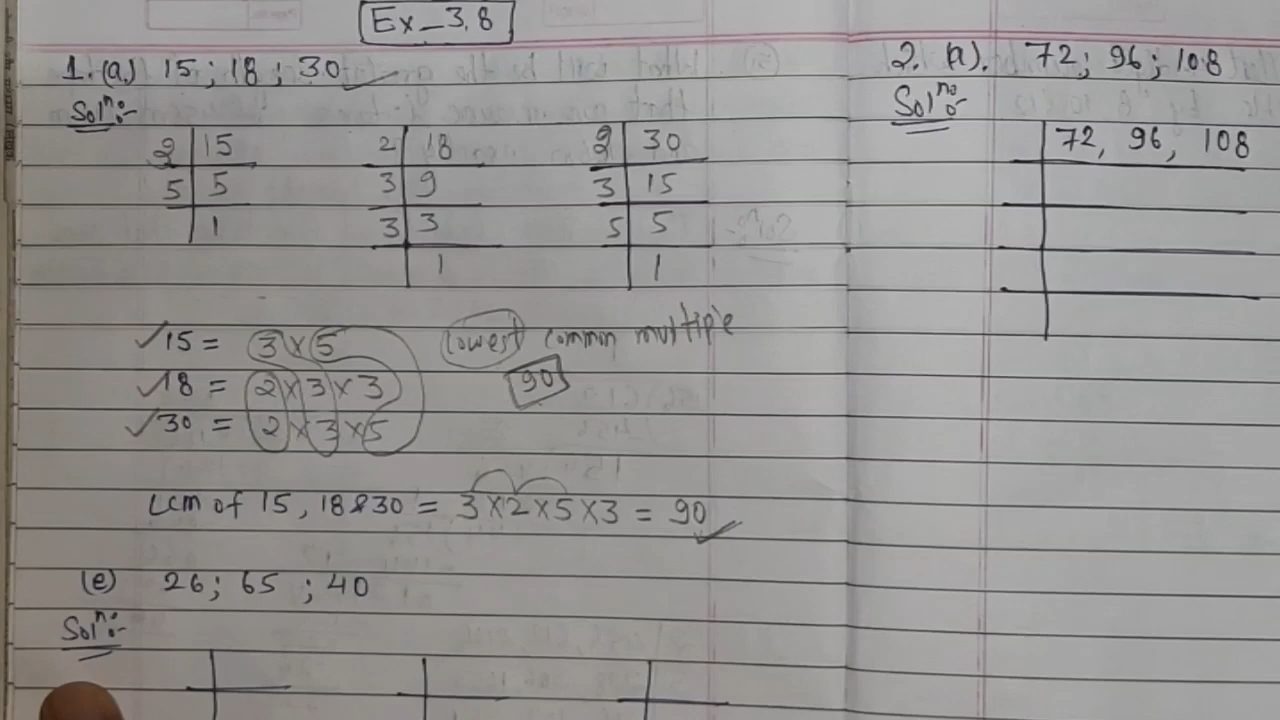 Ex-3.8
1.(a) 15 ; 18 ; 30
Solⁿ:-
2 | 15
5 | 5
1
2 | 18
3 | 9
3 | 3
1
2 | 30
3 | 15
5 | 5
1
15 = 3 × 5
18 = 2 × 3 × 3
30 = 2 × 3 × 5
lowest common multiple
90
Lcm of 15, 18 & 30 = 3 × 2 × 5 × 3 = 90
(e) 26 ; 65 ; 40
Solⁿ:-
2. (a). 72 ; 96 ; 108
Solⁿ:-
72, 96, 108